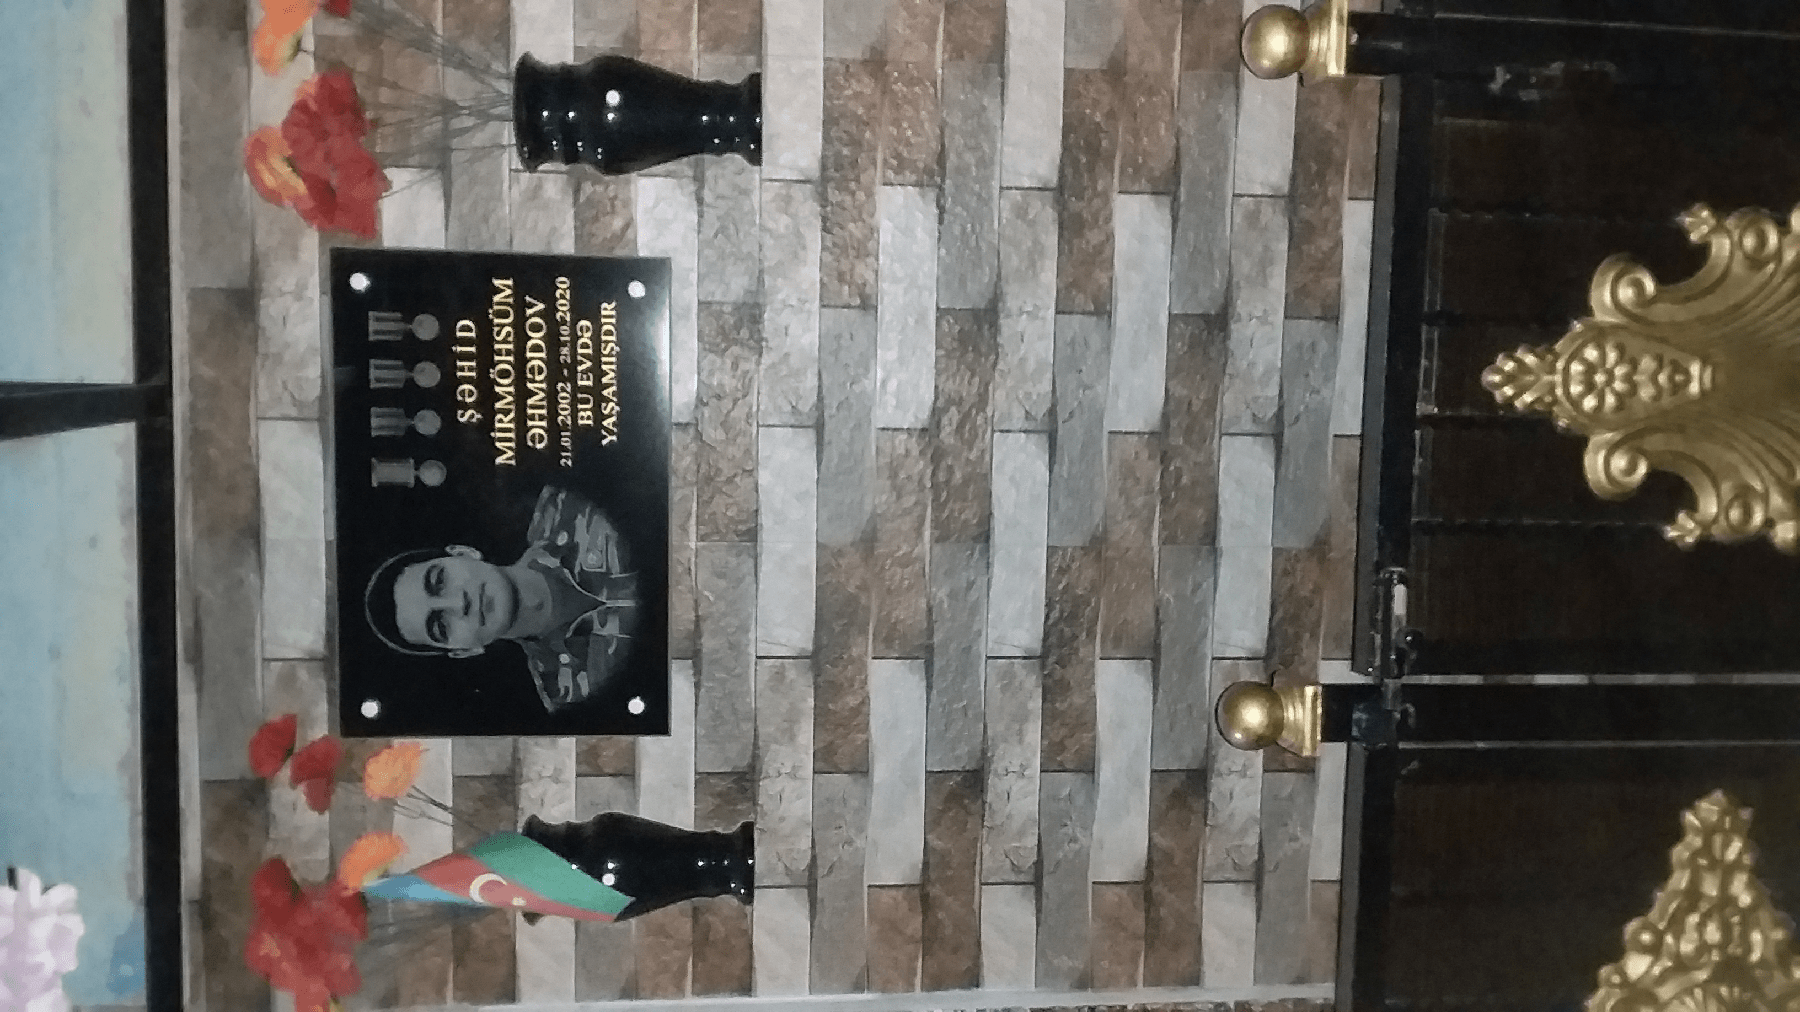 ŞƏHİD
MİRMÖHSÜM
ƏHMƏDOV
21.01.2002 - 28.10.2020
BU EVDƏ
YAŞAMIŞDIR